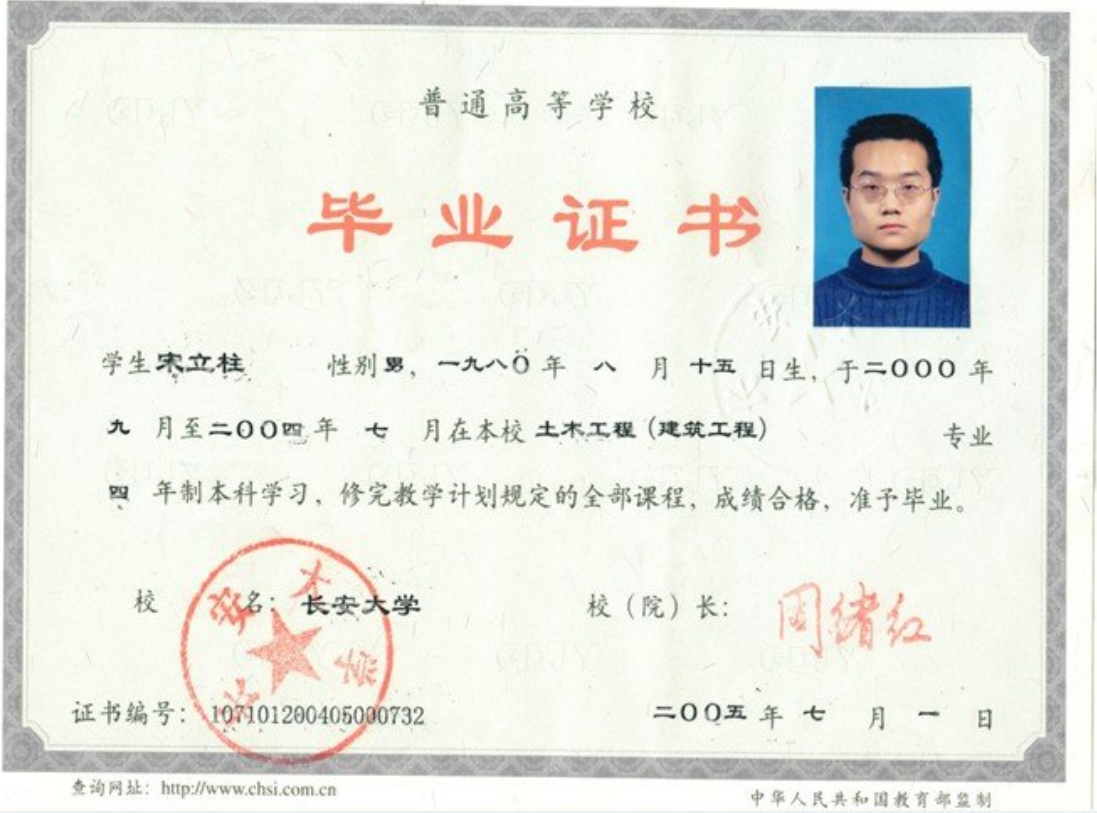 普通高等学校
毕业证书
学生宋立柱 性别男，一九八〇年 八 月 十五 日生，于二〇〇〇 年
九 月至二〇〇四年 七 月在本校 土木工程（建筑工程） 专业
四 年制本科学习，修完教学计划规定的全部课程，成绩合格，准予毕业。
校 名：长安大学 校（院）长：周绪红
长安大学
证书编号：107101200405000732 二〇〇五年 七 月 一 日
查询网址：http://www.chsi.com.cn 中华人民共和国教育部监制